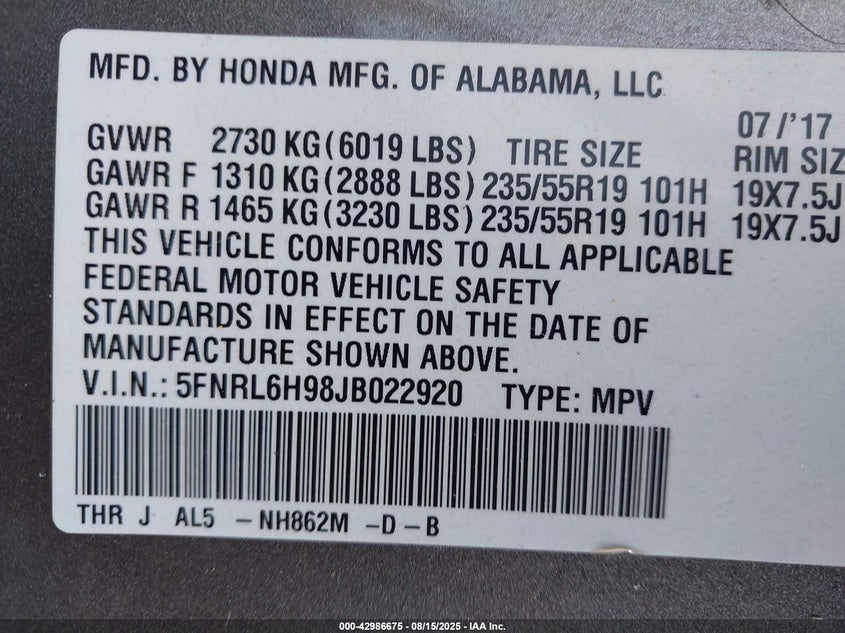 MFD. BY HONDA MFG. OF ALABAMA, LLC
07/'17
GVWR 2730 KG(6019 LBS) TIRE SIZE RIM SIZ
GAWR F 1310 KG(2888 LBS) 235/55R19 101H 19X7.5J
GAWR R 1465 KG(3230 LBS) 235/55R19 101H 19X7.5J
THIS VEHICLE CONFORMS TO ALL APPLICABLE
FEDERAL MOTOR VEHICLE SAFETY
STANDARDS IN EFFECT ON THE DATE OF
MANUFACTURE SHOWN ABOVE.
V.I.N.: 5FNRL6H98JB022920 TYPE: MPV
THR J AL5 -NH862M -D-B
000-42986675 - 08/15/2025 - IAA Inc.